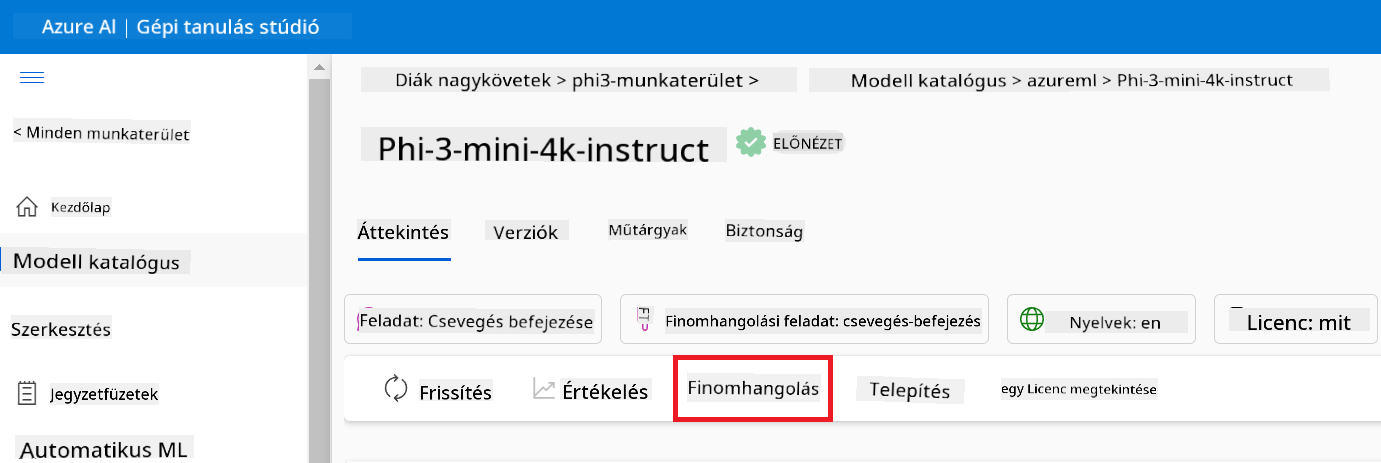 Azure AI | Gépi tanulás stúdió
Diák nagykövetek > phi3-munkaterület > Modell katalógus > azureml > Phi-3-mini-4k-instruct
< Minden munkaterület
Phi-3-mini-4k-instruct ELŐNÉZET
Kezdőlap
Áttekintés Verziók Műtárgyak Biztonság
Modell katalógus
Feladat: Csevegés befejezése Finomhangolási feladat: csevegés-befejezés Nyelvek: en Licenc: mit
Szerkesztés
Frissítés Értékelés Finomhangolás Telepítés egy Licenc megtekintése
Jegyzetfüzetek
Automatikus ML